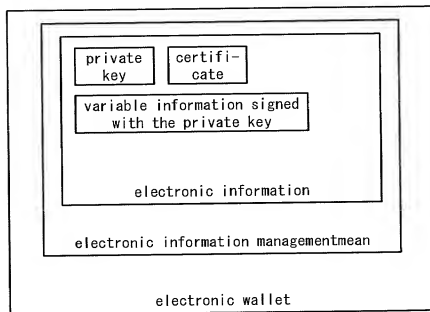 private
key
certifi-
cate
variable information signed
with the private key
electronic information
electronic information managementmean
electronic wallet